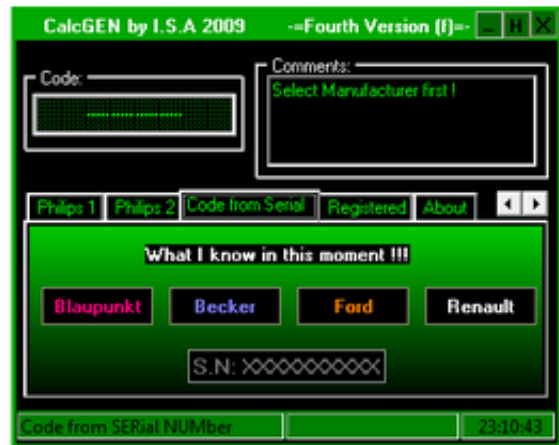 CalcGEN by I.S.A 2009 -=Fourth Version (f)=- _ H X
Code:
Comments:
Select Manufacturer first !
-----------------
Philips 1 Philips 2 Code from Serial Registered About
What I know in this moment !!!
Blaupunkt Becker Ford Renault
S.N: XXXXXXXXXX
Code from SERial NUMber 23:10:43